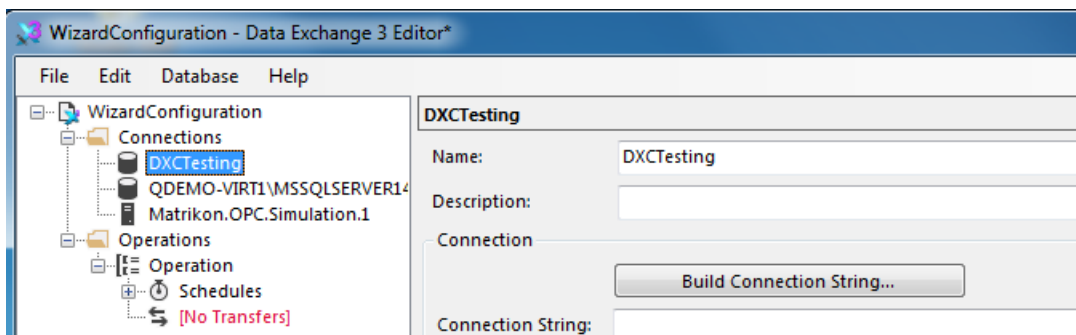 WizardConfiguration - Data Exchange 3 Editor*
File Edit Database Help
WizardConfiguration
Connections
DXCTesting
QDEMO-VIRT1\MSSQLSERVER14
Matrikon.OPC.Simulation.1
Operations
Operation
Schedules
[No Transfers]
DXCTesting
Name: DXCTesting
Description:
Connection
Build Connection String...
Connection String: